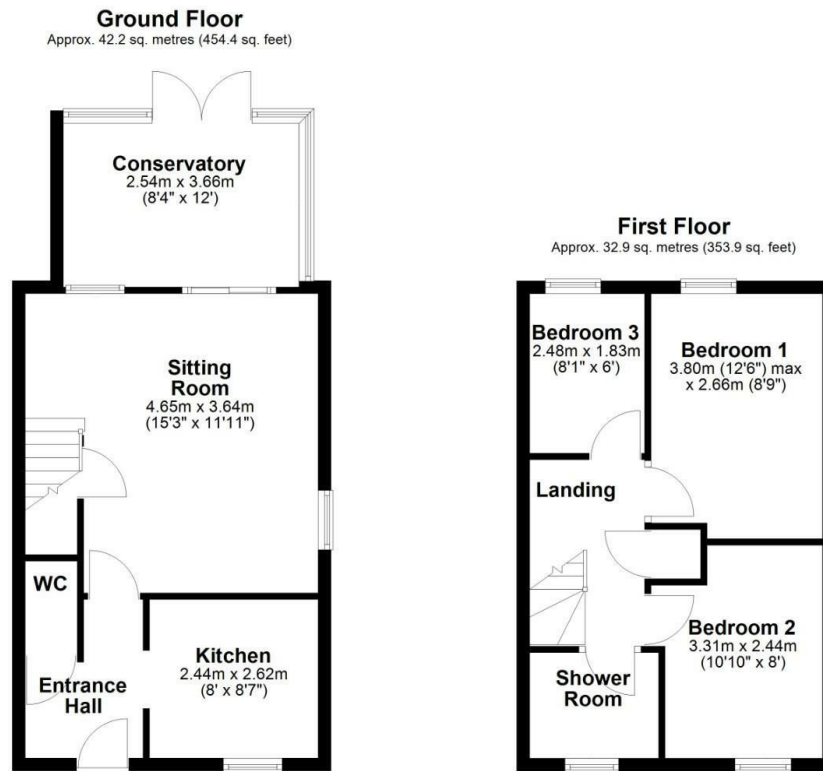 Ground Floor
Approx. 42.2 sq. metres (454.4 sq. feet)
Conservatory
2.54m x 3.66m
(8'4" x 12')
Sitting
Room
4.65m x 3.64m
(15'3" x 11'11")
WC
Kitchen
2.44m x 2.62m
(8' x 8'7")
Entrance
Hall
First Floor
Approx. 32.9 sq. metres (353.9 sq. feet)
Bedroom 3
2.48m x 1.83m
(8'1" x 6')
Bedroom 1
3.80m (12'6") max
x 2.66m (8'9")
Landing
Bedroom 2
3.31m x 2.44m
(10'10" x 8')
Shower
Room